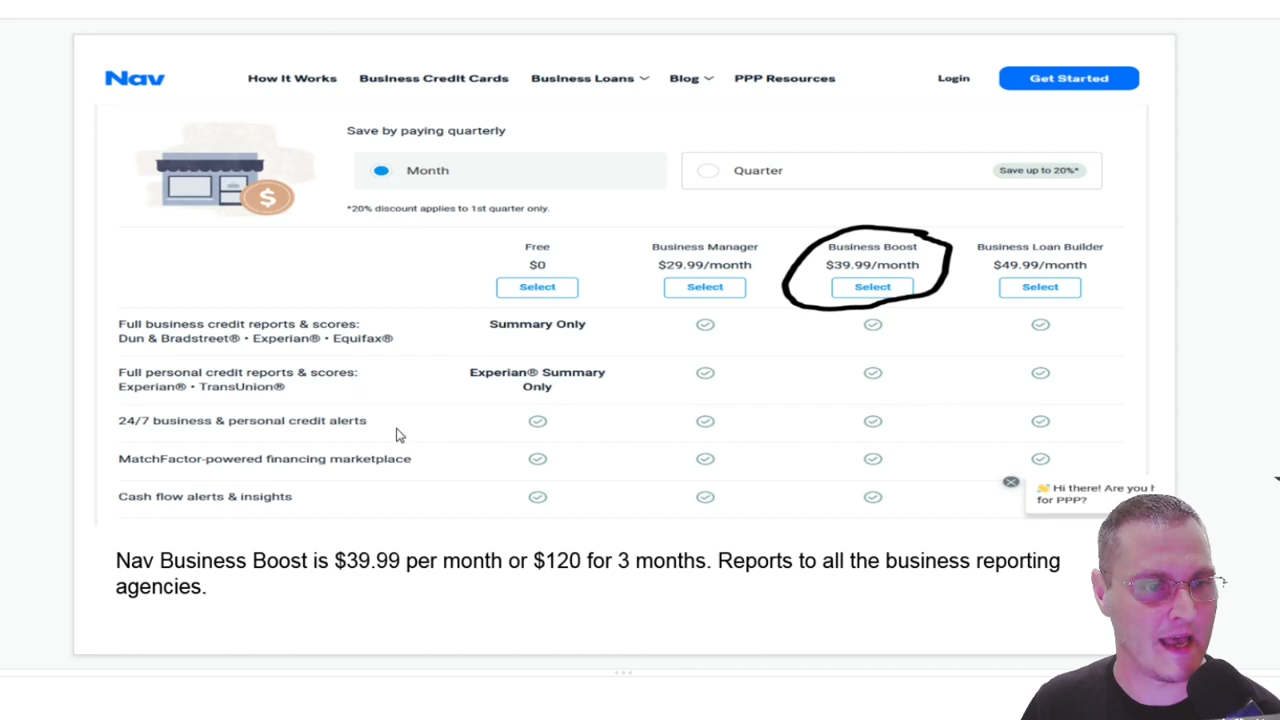 Nav
How It Works Business Credit Cards Business Loans Blog PPP Resources Login Get Started
Save by paying quarterly
Month Quarter Save up to 20%*
*20% discount applies to 1st quarter only.
Free Business Manager Business Boost Business Loan Builder
$0 $29.99/month $39.99/month $49.99/month
Select Select Select Select
Full business credit reports & scores: Summary Only
Dun & Bradstreet® • Experian® • Equifax®
Full personal credit reports & scores: Experian® Summary
Experian® • TransUnion® Only
24/7 business & personal credit alerts
MatchFactor-powered financing marketplace
Cash flow alerts & insights
👋 Hi there! Are you
for PPP?
Nav Business Boost is $39.99 per month or $120 for 3 months. Reports to all the business reporting
agencies.